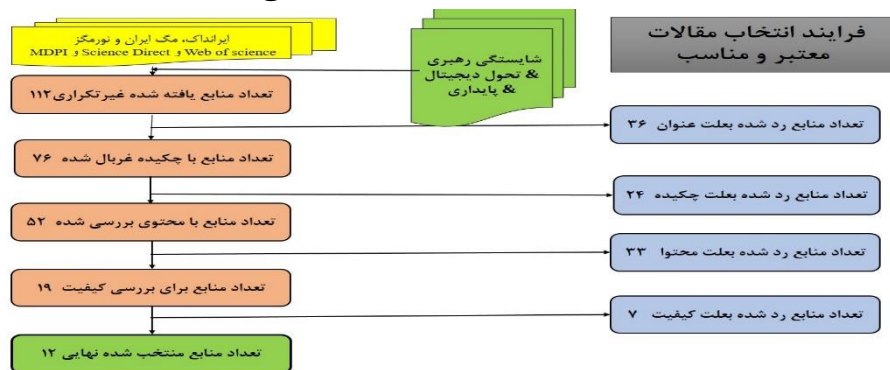 فرایند انتخاب مقالات
معتبر و مناسب
ایرانداک، مگ ایران و نورمگز
MDPI و Science Direct و Web of science
شایستگی رهبری
& تحول دیجیتال
& پایداری
تعداد منابع یافته شده غیرتکراری ۱۱۲
تعداد منابع رد شده بعلت عنوان ۳۶
تعداد منابع با چکیده غربال شده ۷۶
تعداد منابع رد شده بعلت چکیده ۲۴
تعداد منابع با محتوی بررسی شده ۵۲
تعداد منابع رد شده بعلت محتوا ۳۳
تعداد منابع برای بررسی کیفیت ۱۹
تعداد منابع رد شده بعلت کیفیت ۷
تعداد منابع منتخب شده نهایی ۱۲